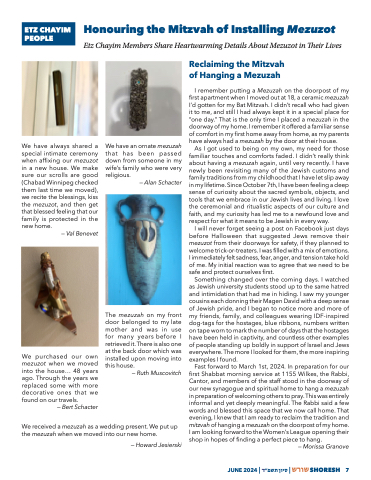 ETZ CHAYIM
PEOPLE
Honouring the Mitzvah of Installing Mezuzot
Etz Chayim Members Share Heartwarming Details About Mezuzot in Their Lives
We have always shared a
special intimate ceremony
when affixing our mezuzot
in a new house. We make
sure our scrolls are good
(Chabad Winnipeg checked
them last time we moved),
we recite the blessings, kiss
the mezuzot, and then get
that blessed feeling that our
family is protected in the
new home.
– Val Benovet
We have an ornate mezuzah
that has been passed
down from someone in my
wife's family who were very
religious.
– Alan Schacter
The mezuzah on my front
door belonged to my late
mother and was in use
for many years before I
retrieved it. There is also one
at the back door which was
installed upon moving into
this house.
– Ruth Muscovitch
We purchased our own
mezuzot when we moved
into the house... 48 years
ago. Through the years we
replaced some with more
decorative ones that we
found on our travels.
– Bert Schacter
We received a mezuzah as a wedding present. We put up
the mezuzah when we moved into our new home.
– Howard Jesierski
Reclaiming the Mitzvah
of Hanging a Mezuzah
I remember putting a Mezuzah on the doorpost of my
first apartment when I moved out at 18, a ceramic mezuzah
I'd gotten for my Bat Mitzvah. I didn't recall who had given
it to me, and still I had always kept it in a special place for
"one day." That is the only time I placed a mezuzah in the
doorway of my home. I remember it offered a familiar sense
of comfort in my first home away from home, as my parents
have always had a mezuzah by the door at their house.
As I got used to being on my own, my need for those
familiar touches and comforts faded. I didn't really think
about having a mezuzah again, until very recently. I have
newly been revisiting many of the Jewish customs and
family traditions from my childhood that I have let slip away
in my lifetime. Since October 7th, I have been feeling a deep
sense of curiosity about the sacred symbols, objects, and
tools that we embrace in our Jewish lives and living. I love
the ceremonial and ritualistic aspects of our culture and
faith, and my curiosity has led me to a newfound love and
respect for what it means to be Jewish in every way.
I will never forget seeing a post on Facebook just days
before Halloween that suggested Jews remove their
mezuzot from their doorways for safety, if they planned to
welcome trick-or-treaters. I was filled with a mix of emotions.
I immediately felt sadness, fear, anger, and tension take hold
of me. My initial reaction was to agree that we need to be
safe and protect ourselves first.
Something changed over the coming days. I watched
as Jewish university students stood up to the same hatred
and intimidation that had me in hiding. I saw my younger
cousins each donning their Magen David with a deep sense
of Jewish pride, and I began to notice more and more of
my friends, family, and colleagues wearing IDF-inspired
dog-tags for the hostages, blue ribbons, numbers written
on tape worn to mark the number of days that the hostages
have been held in captivity, and countless other examples
of people standing up boldly in support of Israel and Jews
everywhere. The more I looked for them, the more inspiring
examples I found.
Fast forward to March 1st, 2024. In preparation for our
first Shabbat morning service at 1155 Wilkes, the Rabbi,
Cantor, and members of the staff stood in the doorway of
our new synagogue and spiritual home to hang a mezuzah
in preparation of welcoming others to pray. This was entirely
informal and yet deeply meaningful. The Rabbi said a few
words and blessed this space that we now call home. That
evening, I knew that I am ready to reclaim the tradition and
mitzvah of hanging a mezuzah on the doorpost of my home.
I am looking forward to the Women's League opening their
shop in hopes of finding a perfect piece to hang.
– Morissa Granove
JUNE 2024 | סיון תשפ״ד | שורש SHORESH 7